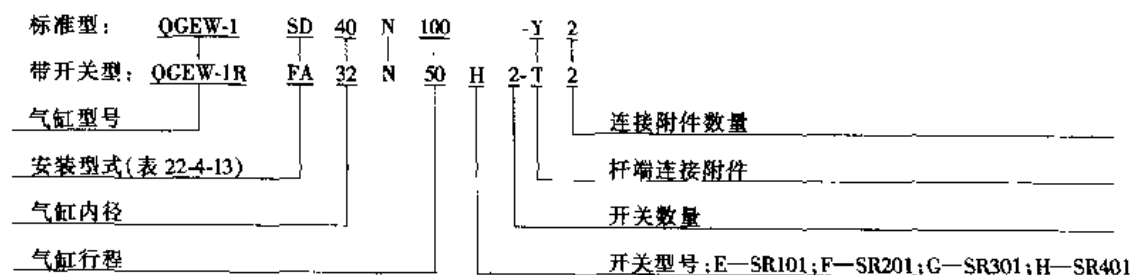 标准型: QGEW-1 SD 40 N 100 -Y 2
带开关型: QGEW-1R FA 32 N 50 H 2-T 2
气缸型号
连接附件数量
安装型式(表 22-4-13)
杆端连接附件
气缸内径
开关数量
气缸行程
开关型号:E—SR101;F—SR201;G—SR301;H—SR401